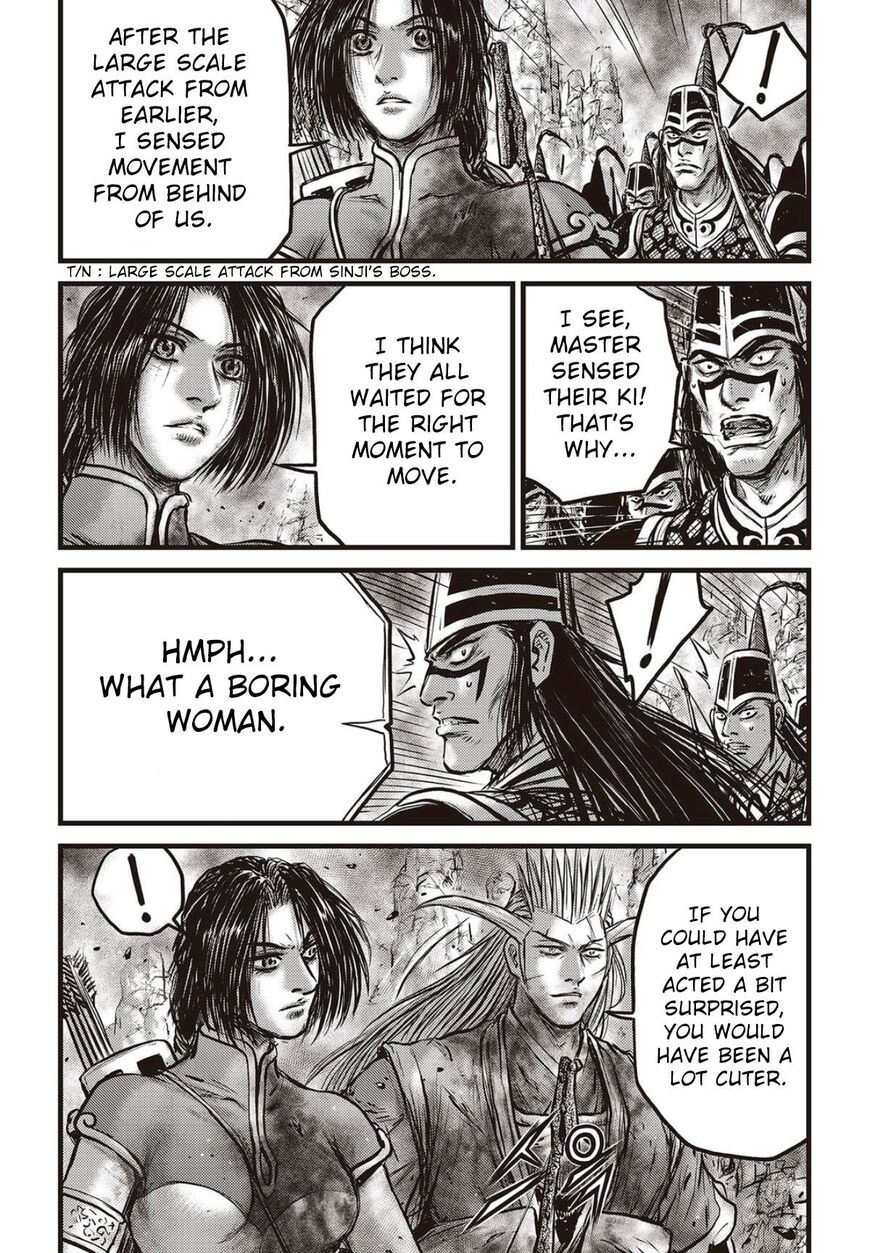 AFTER THE
LARGE SCALE
ATTACK FROM
EARLIER,
I SENSED
MOVEMENT
FROM BEHIND
OF US.
!
T/N : LARGE SCALE ATTACK FROM SINJI'S BOSS.
I THINK
THEY ALL
WAITED FOR
THE RIGHT
MOMENT TO
MOVE.
I SEE,
MASTER
SENSED
THEIR KI!
THAT'S
WHY...
HMPH...
WHAT A BORING
WOMAN.
!
!
IF YOU
COULD HAVE
AT LEAST
ACTED A BIT
SURPRISED,
YOU WOULD
HAVE BEEN A
LOT CUTER.